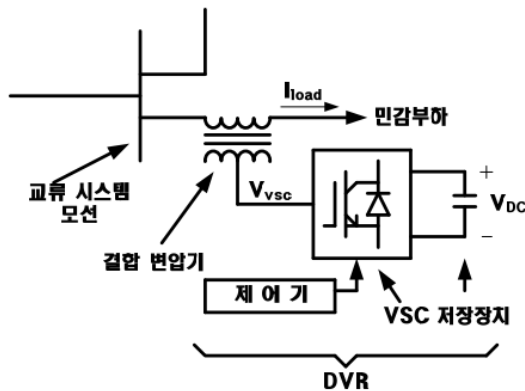 Iload
민감부하
교류 시스템
모선
Vvsc
+
VDC
−
결합 변압기
제 어 기
VSC 저장장치
DVR